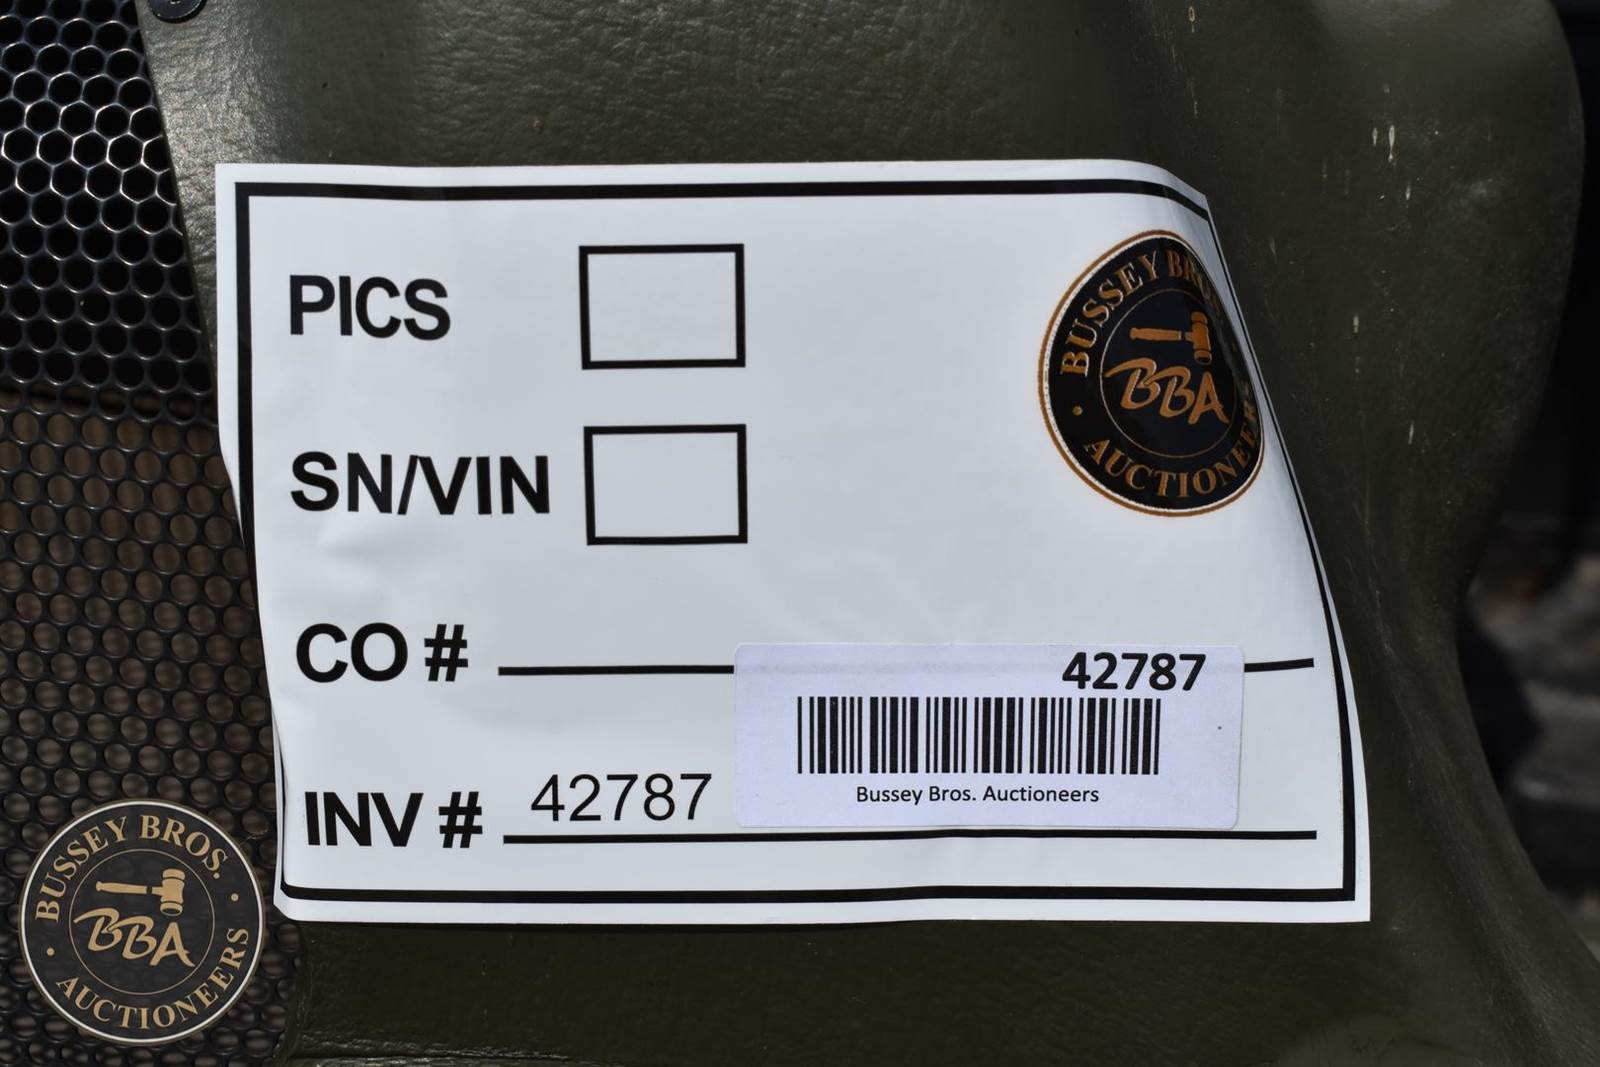 PICS
BUSSEY BROS.
BBA
AUCTIONEERS
SN/VIN
CO #
42787
INV # 42787
Bussey Bros. Auctioneers
BUSSEY BROS.
BBA
AUCTIONEERS